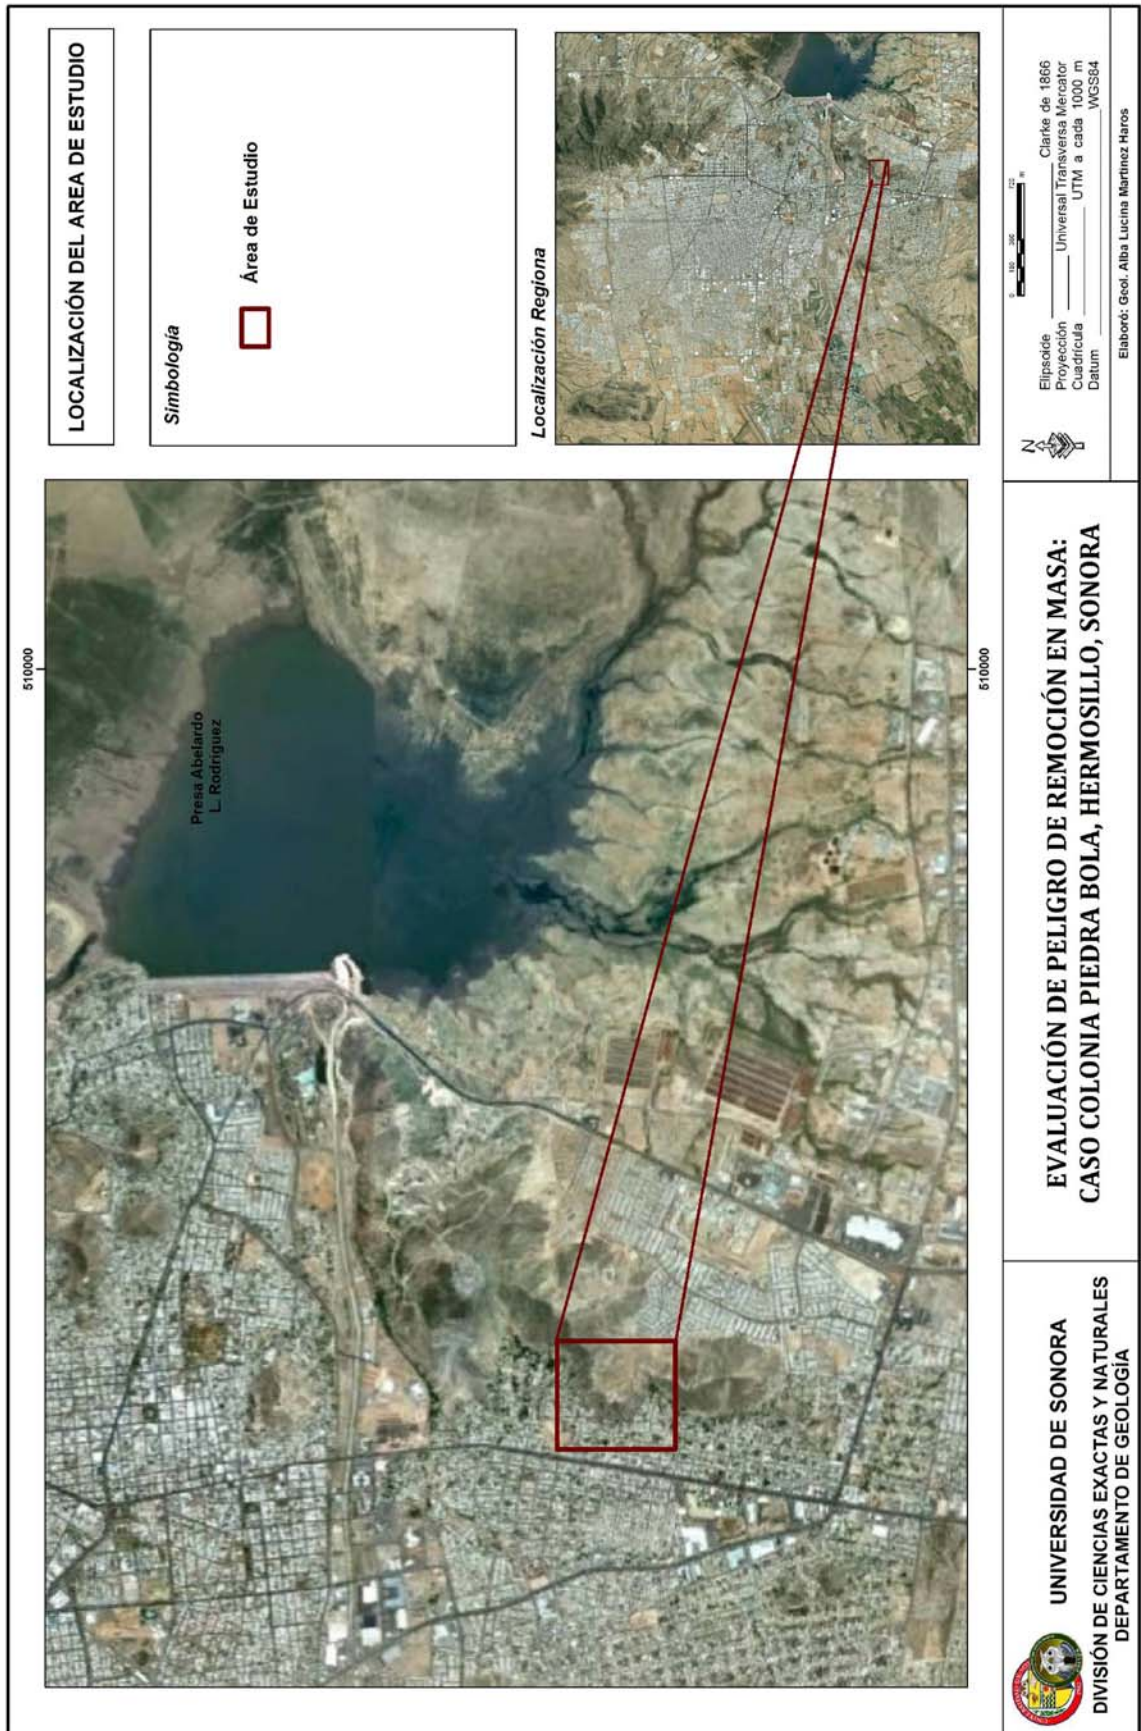 LOCALIZACIÓN DEL AREA DE ESTUDIO
Simbología
Área de Estudio
Localización Regiona
510000
Presa Abelardo
L. Rodríguez
510000
UNIVERSIDAD DE SONORA
DIVISIÓN DE CIENCIAS EXACTAS Y NATURALES
DEPARTAMENTO DE GEOLOGÍA
EVALUACIÓN DE PELIGRO DE REMOCIÓN EN MASA:
CASO COLONIA PIEDRA BOLA, HERMOSILLO, SONORA
N
Elipsoide Clarke de 1866
Proyección Universal Transversa Mercator
Cuadrícula UTM a cada 1000 m
Datum WGS84
Elaboró: Geol. Alba Lucina Martínez Haros